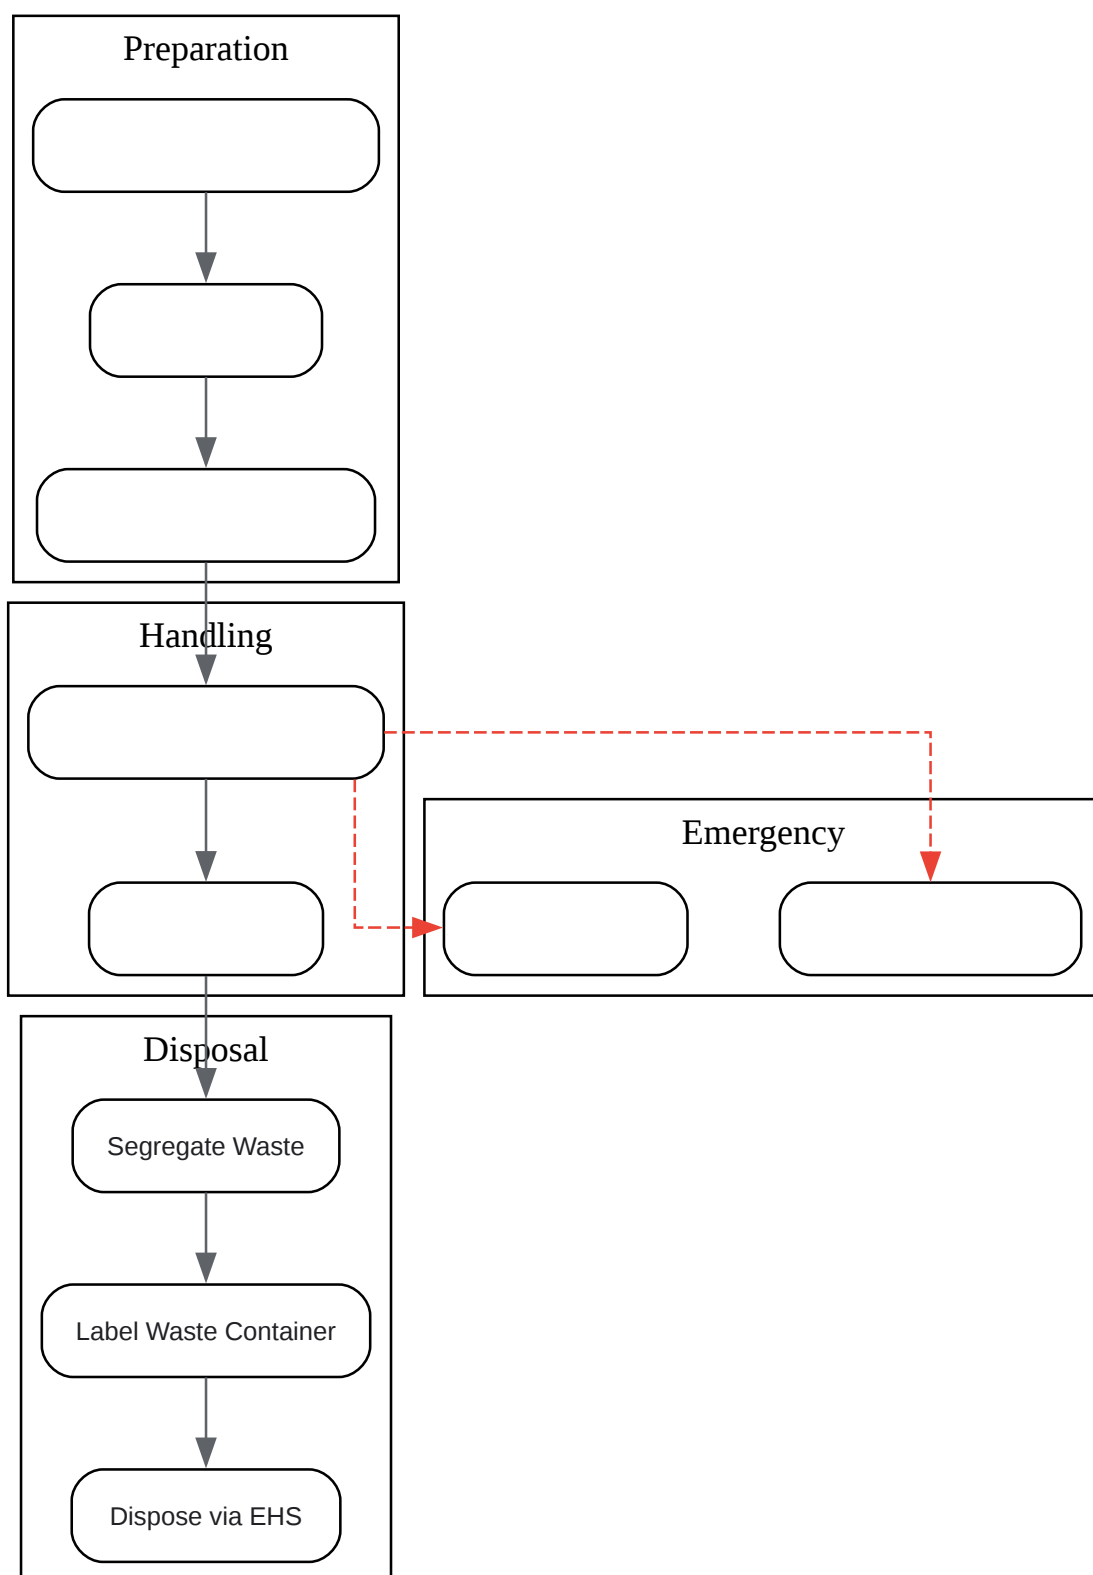 Preparation
Handling
Emergency
Disposal
Segregate Waste
Label Waste Container
Dispose via EHS